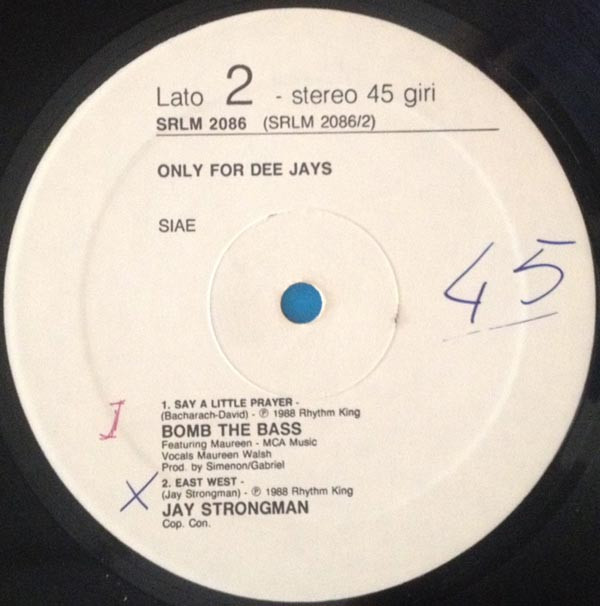 Lato 2 - stereo 45 giri
SRLM 2086 (SRLM 2086/2)
ONLY FOR DEE JAYS
SIAE
45
I
1. SAY A LITTLE PRAYER -
(Bacharach-David) - ℗ 1988 Rhythm King
BOMB THE BASS
Featuring Maureen - MCA Music
Vocals Maureen Walsh
Prod. by Simenon/Gabriel
X
2. EAST WEST -
(Jay Strongman) - ℗ 1988 Rhythm King
JAY STRONGMAN
Cop. Con.